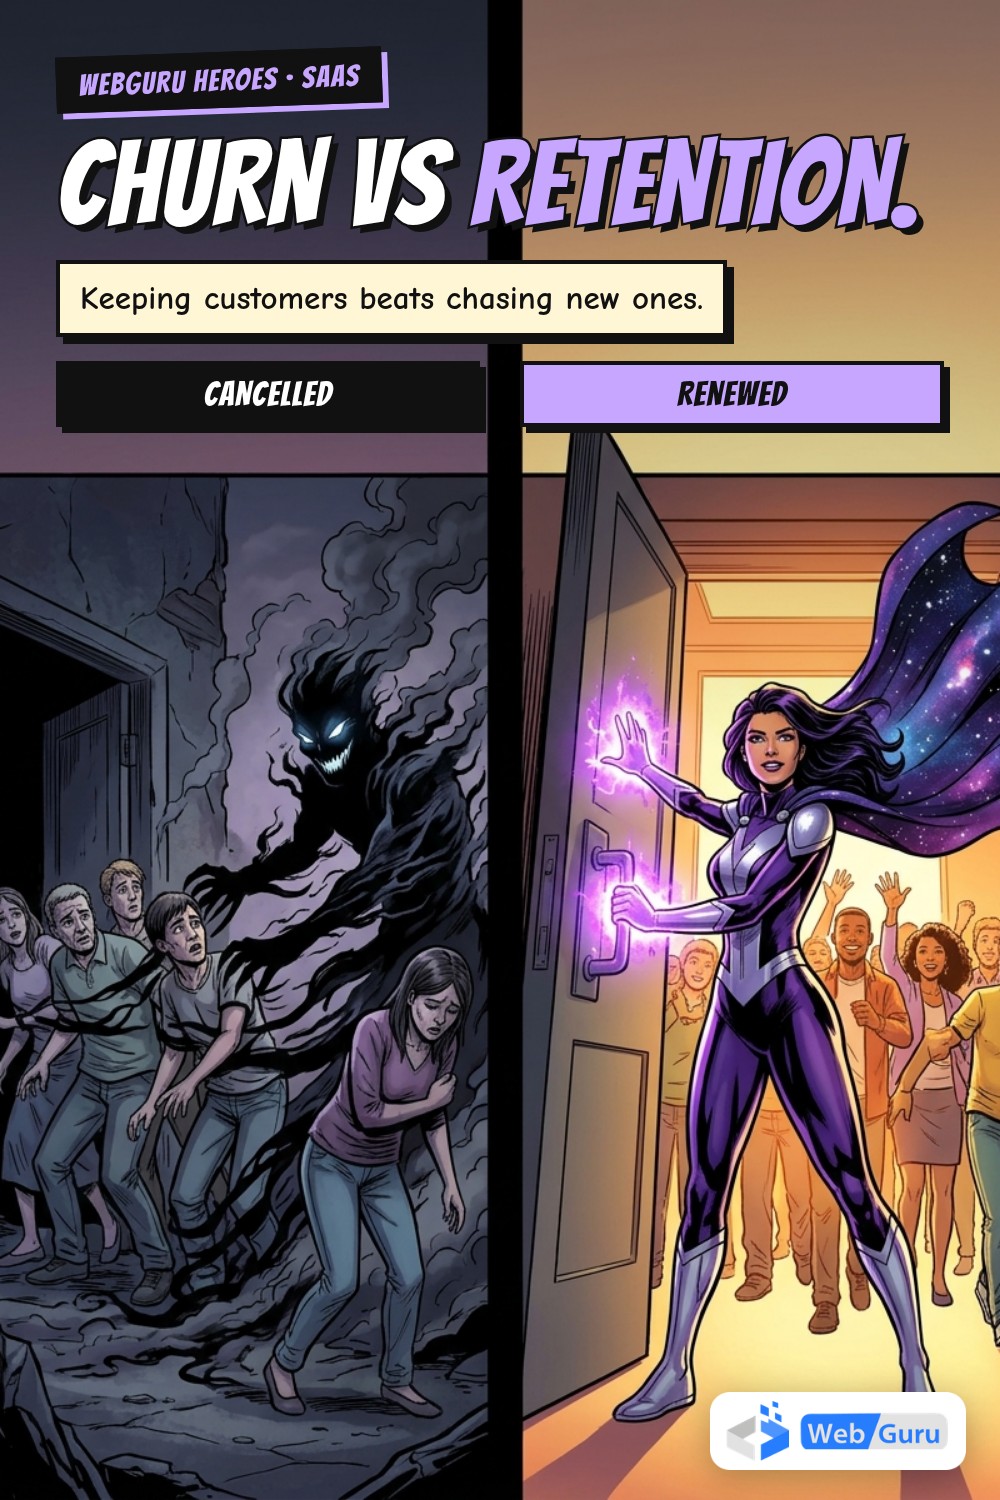 WEBGURU HEROES · SAAS
CHURN VS RETENTION.
Keeping customers beats chasing new ones.
CANCELLED
RENEWED
Web Guru